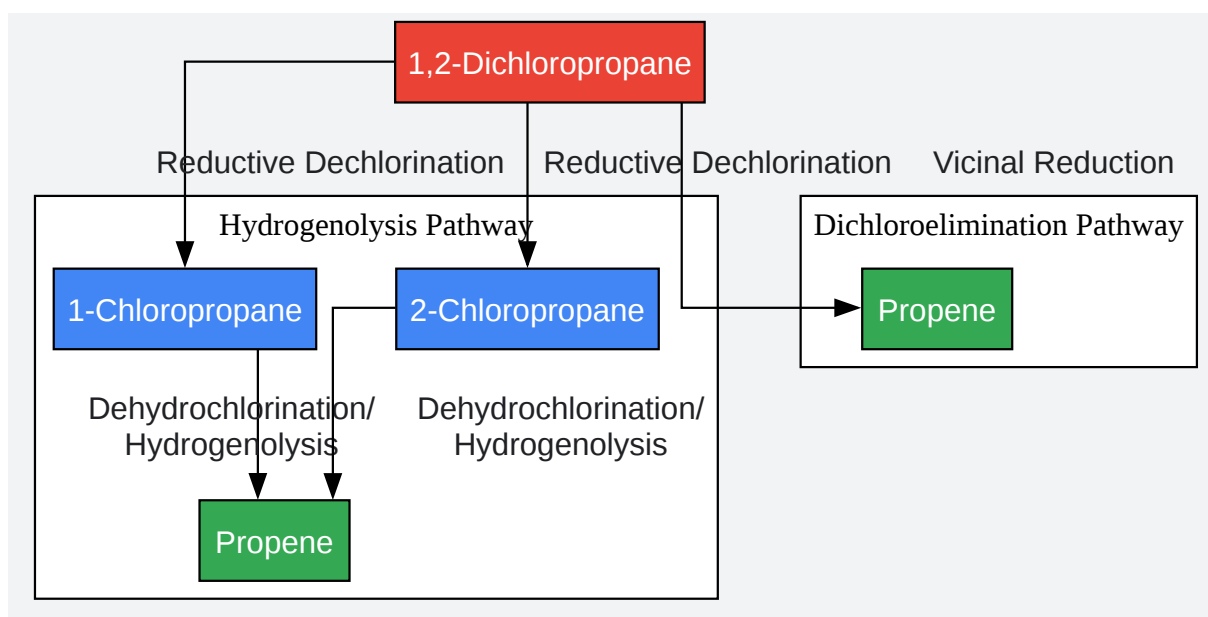 1,2-Dichloropropane
Reductive Dechlorination
Reductive Dechlorination
Vicinal Reduction
Hydrogenolysis Pathway
Dichloroelimination Pathway
1-Chloropropane
2-Chloropropane
Propene
Dehydrochlorination/
Hydrogenolysis
Dehydrochlorination/
Hydrogenolysis
Propene